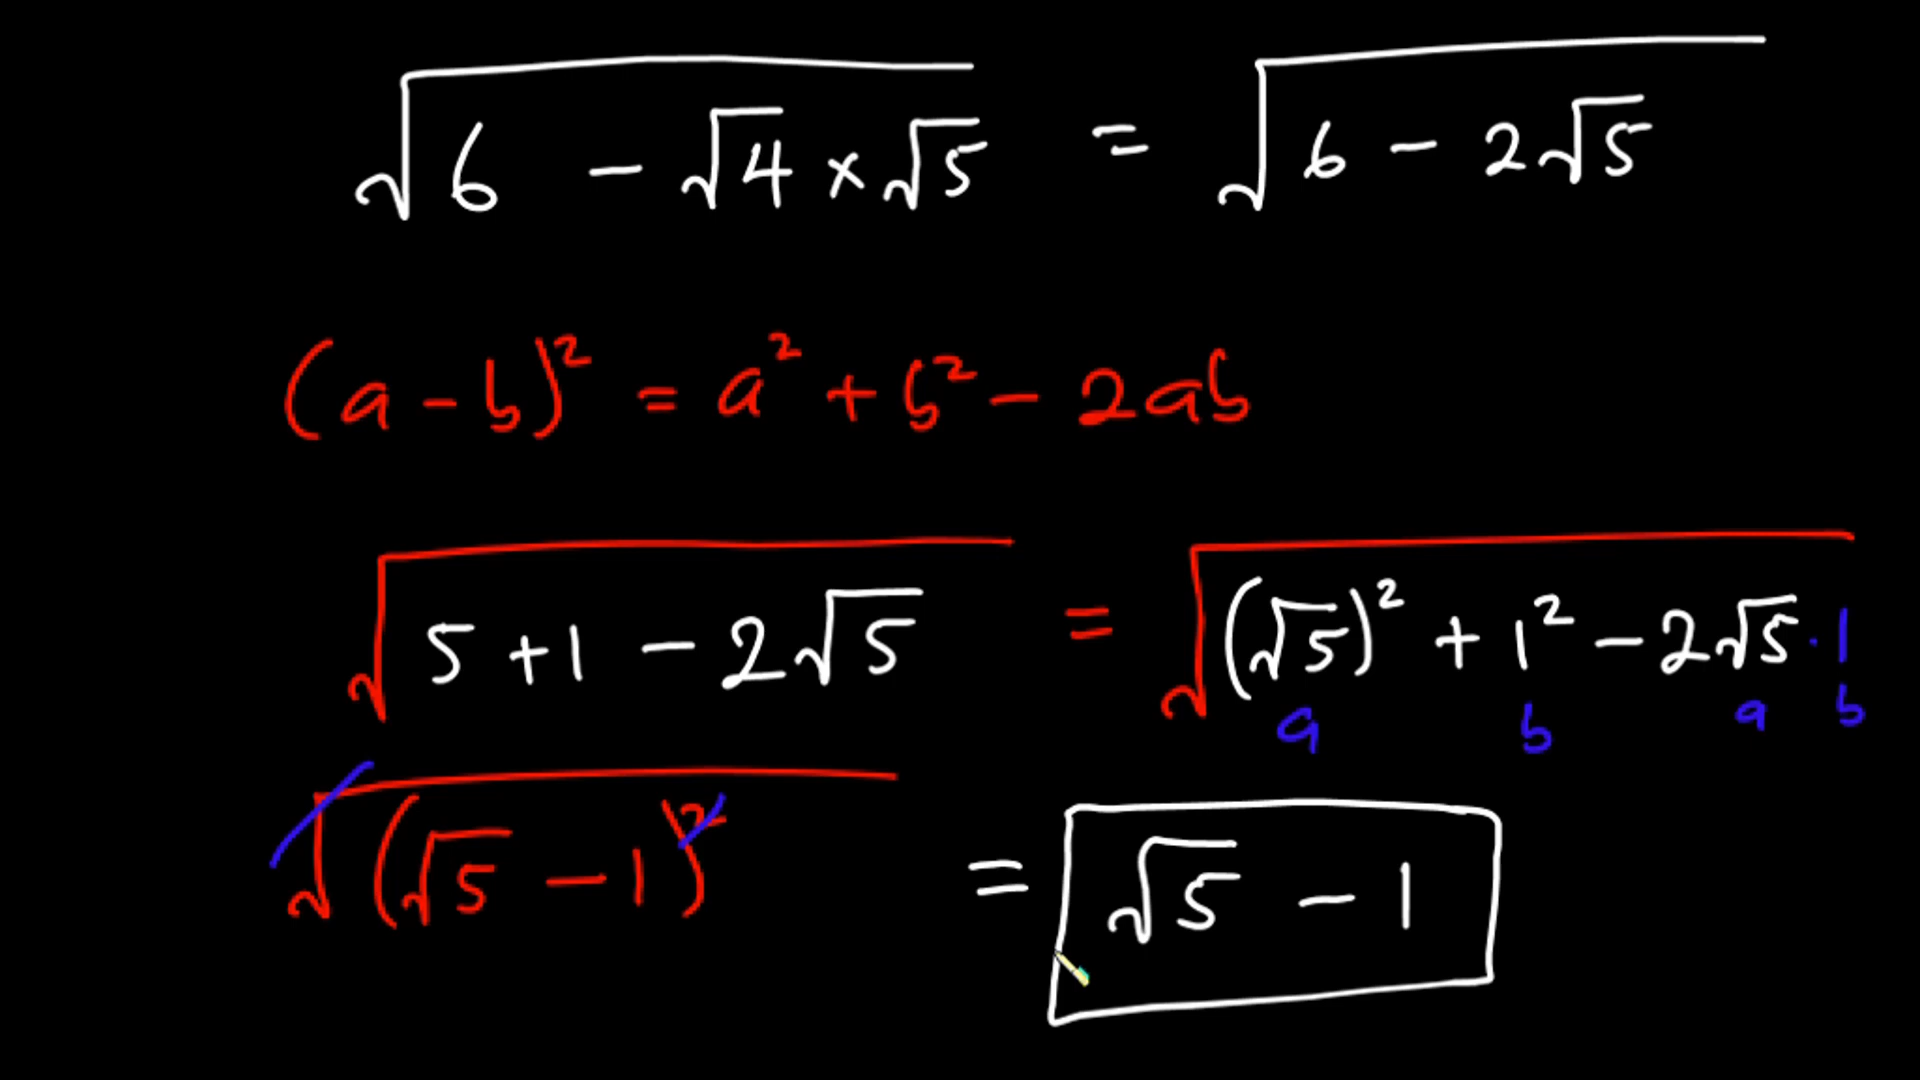 √(6 - √4 × √5) = √(6 - 2√5)
(a - b)² = a² + b² - 2ab
√(5 + 1 - 2√5) = √((√5)² + 1² - 2√5 · 1)
a b a b
√((√5 - 1)²) = √5 - 1